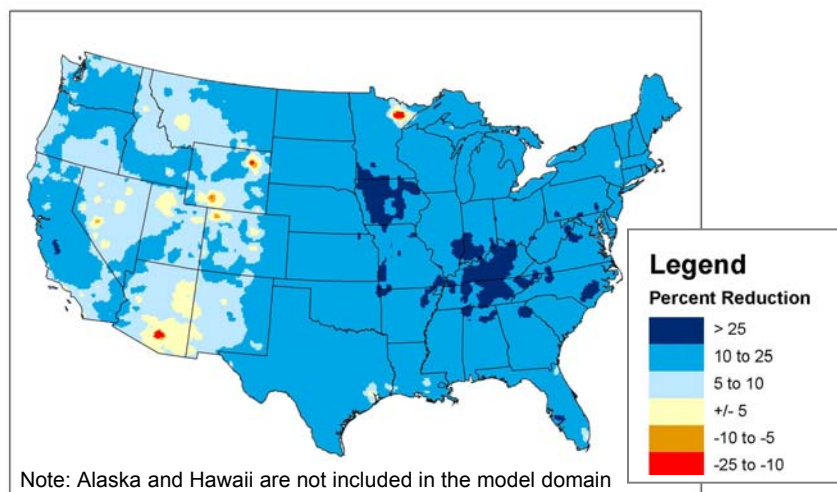 Legend
Percent Reduction
> 25
10 to 25
5 to 10
+/- 5
-10 to -5
-25 to -10
Note: Alaska and Hawaii are not included in the model domain